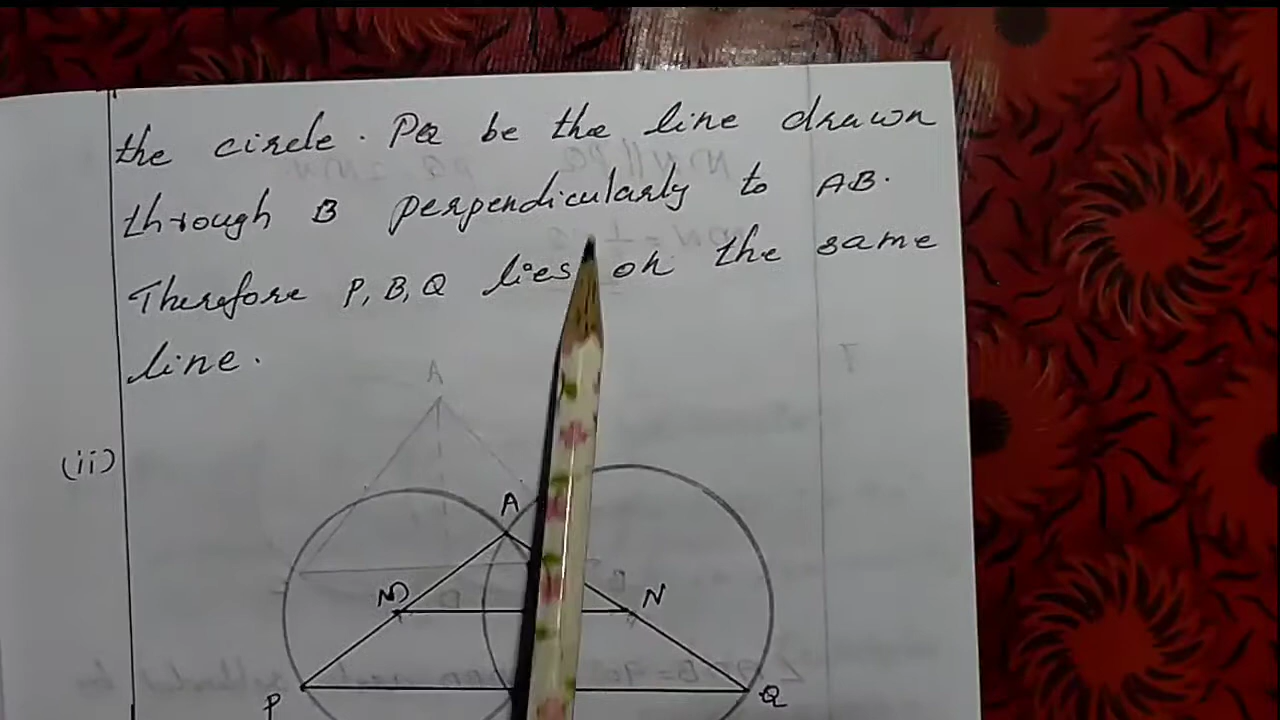 the circle. PQ be the line drawn
through B perpendicularly to AB.
Therefore P, B, Q lies on the same
line.
(ii)
A
A
M N
P Q